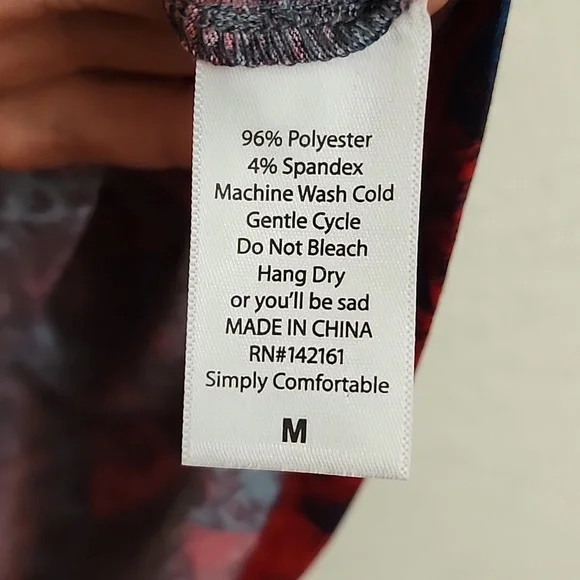 96% Polyester
4% Spandex
Machine Wash Cold
Gentle Cycle
Do Not Bleach
Hang Dry
or you'll be sad
MADE IN CHINA
RN#142161
Simply Comfortable
M